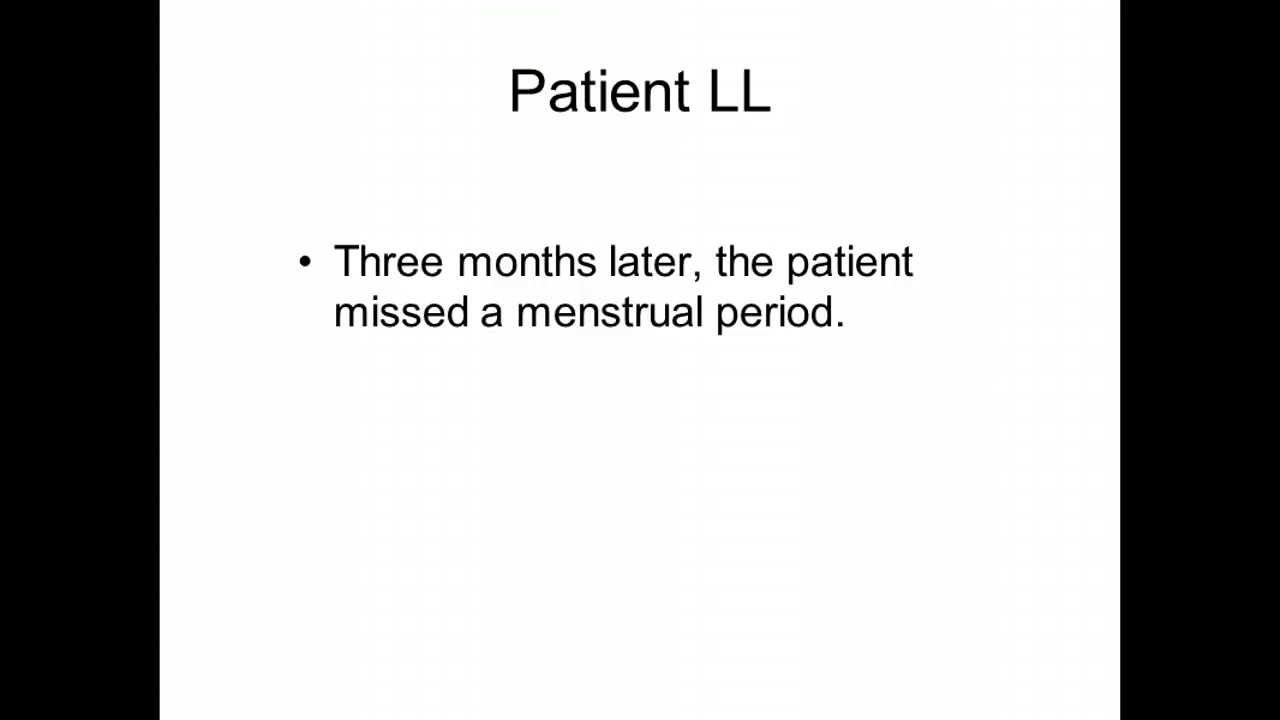 Patient LL
• Three months later, the patient
missed a menstrual period.